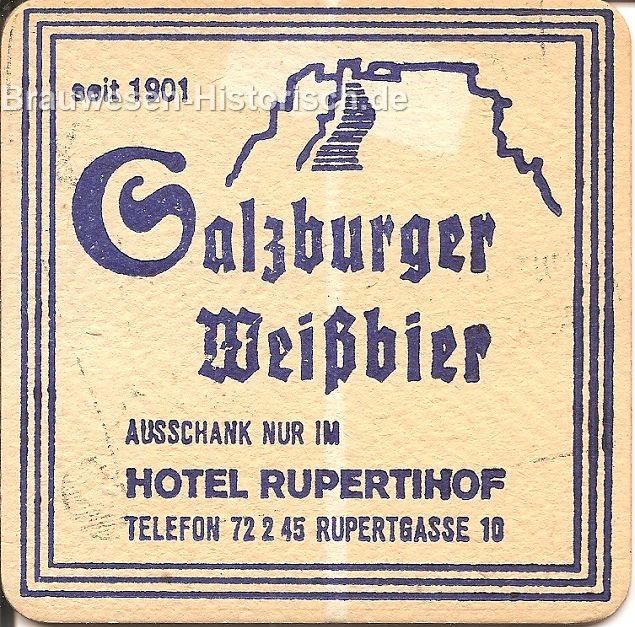 seit 1901
Brauwesen-Historisch.de
Salzburger
Weißbier
AUSSCHANK NUR IM
HOTEL RUPERTIHOF
TELEFON 72 2 45 RUPERTGASSE 10